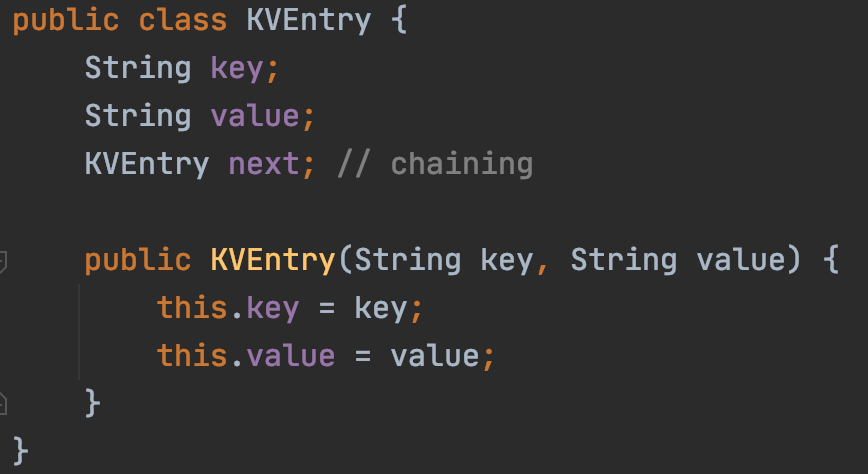 public class KVEntry {
    String key;
    String value;
    KVEntry next; // chaining
    public KVEntry(String key, String value) {
        this.key = key;
        this.value = value;
    }
}